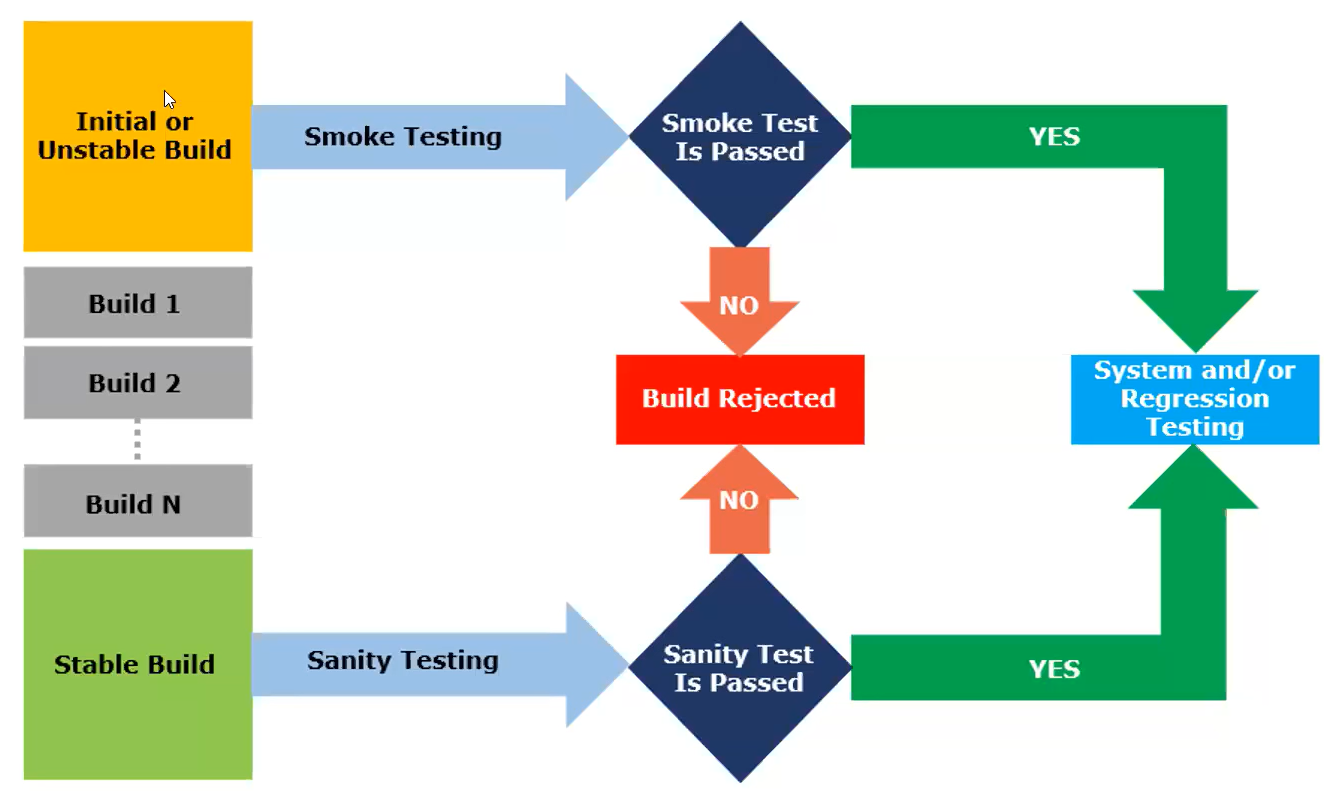 Initial or
Unstable Build
Smoke Testing
Smoke Test
Is Passed
YES
Build 1
NO
Build 2
Build Rejected
System and/or
Regression
Testing
Build N
NO
Stable Build
Sanity Testing
Sanity Test
Is Passed
YES